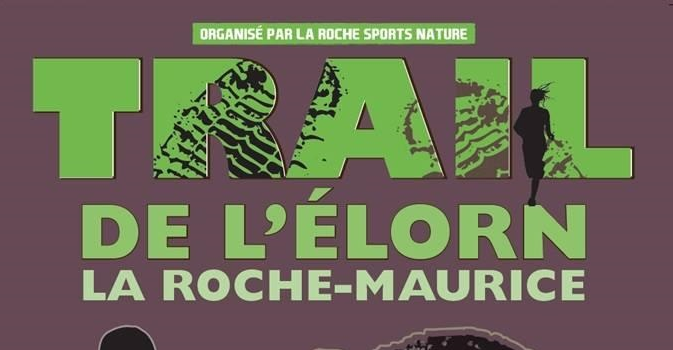 ORGANISÉ PAR LA ROCHE SPORTS NATURE
TRAIL
DE L'ÉLORN
LA ROCHE-MAURICE